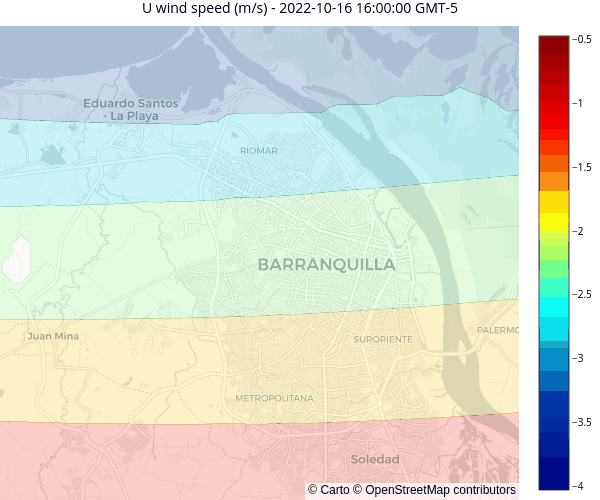 U wind speed (m/s) - 2022-10-16 16:00:00 GMT-5
−0.5
Eduardo Santos
- La Playa
−1
RIOMAR
−1.5
−2
BARRANQUILLA
−2.5
Juan Mina
SURORIENTE
PALERMO
−3
METROPOLITANA
−3.5
Soledad
−4
© Carto © OpenStreetMap contributors